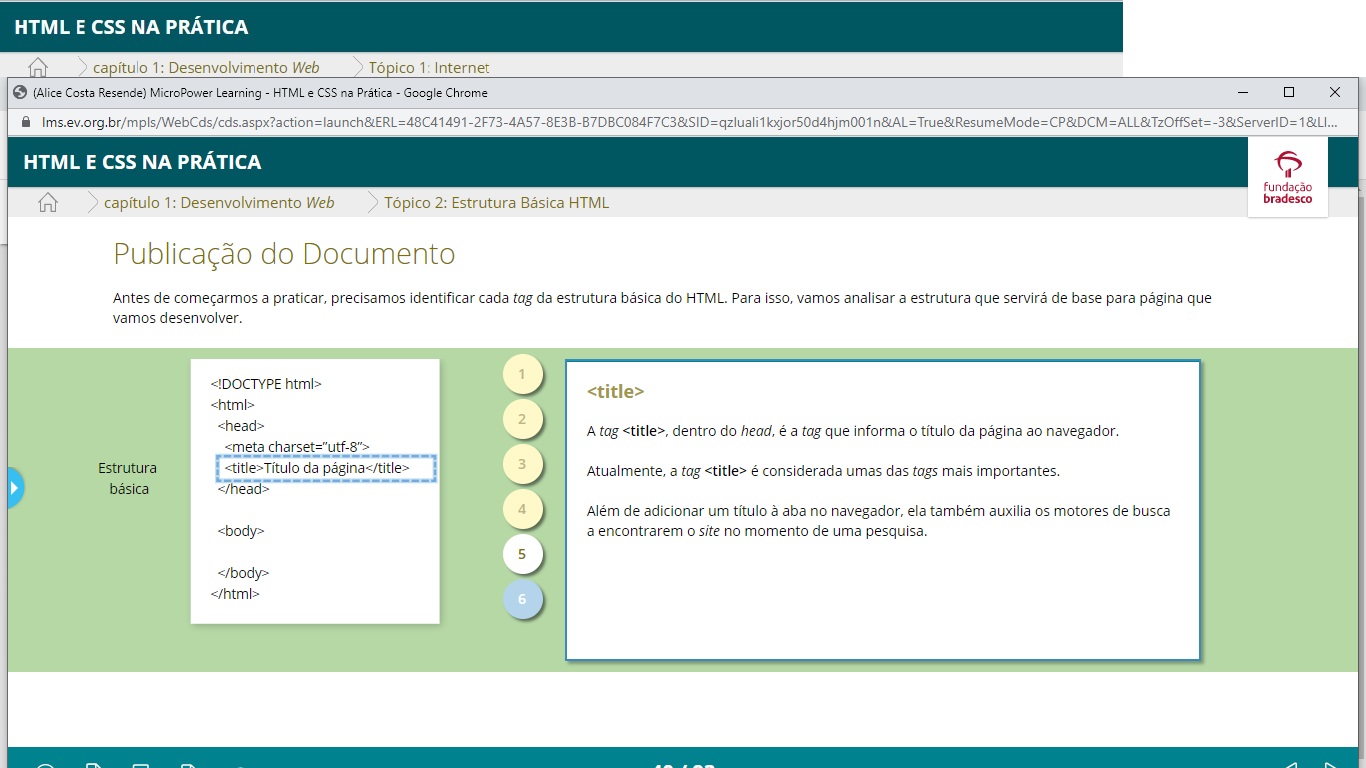 HTML E CSS NA PRÁTICA
capítulo 1: Desenvolvimento Web
Tópico 1: Internet
(Alice Costa Resende) MicroPower Learning - HTML e CSS na Prática - Google Chrome
lms.ev.org.br/mpls/WebCds/cds.aspx?action=launch&ERL=48C41491-2F73-4A57-8E3B-B7DBC084F7C3&SID=qzluali1kxjor50d4hjm001n&AL=True&ResumeMode=CP&DCM=ALL&TzOffSet=-3&ServerID=1&LI...
HTML E CSS NA PRÁTICA
fundação
bradesco
capítulo 1: Desenvolvimento Web
Tópico 2: Estrutura Básica HTML
Publicação do Documento
Antes de começarmos a praticar, precisamos identificar cada tag da estrutura básica do HTML. Para isso, vamos analisar a estrutura que servirá de base para página que
vamos desenvolver.
Estrutura
básica
<!DOCTYPE html>
<html>
<head>
<meta charset=”utf-8”>
<title>Título da página</title>
</head>
<body>
</body>
</html>
1
2
3
4
5
6
<title>
A tag <title>, dentro do head, é a tag que informa o título da página ao navegador.
Atualmente, a tag <title> é considerada umas das tags mais importantes.
Além de adicionar um título à aba no navegador, ela também auxilia os motores de busca
a encontrarem o site no momento de uma pesquisa.